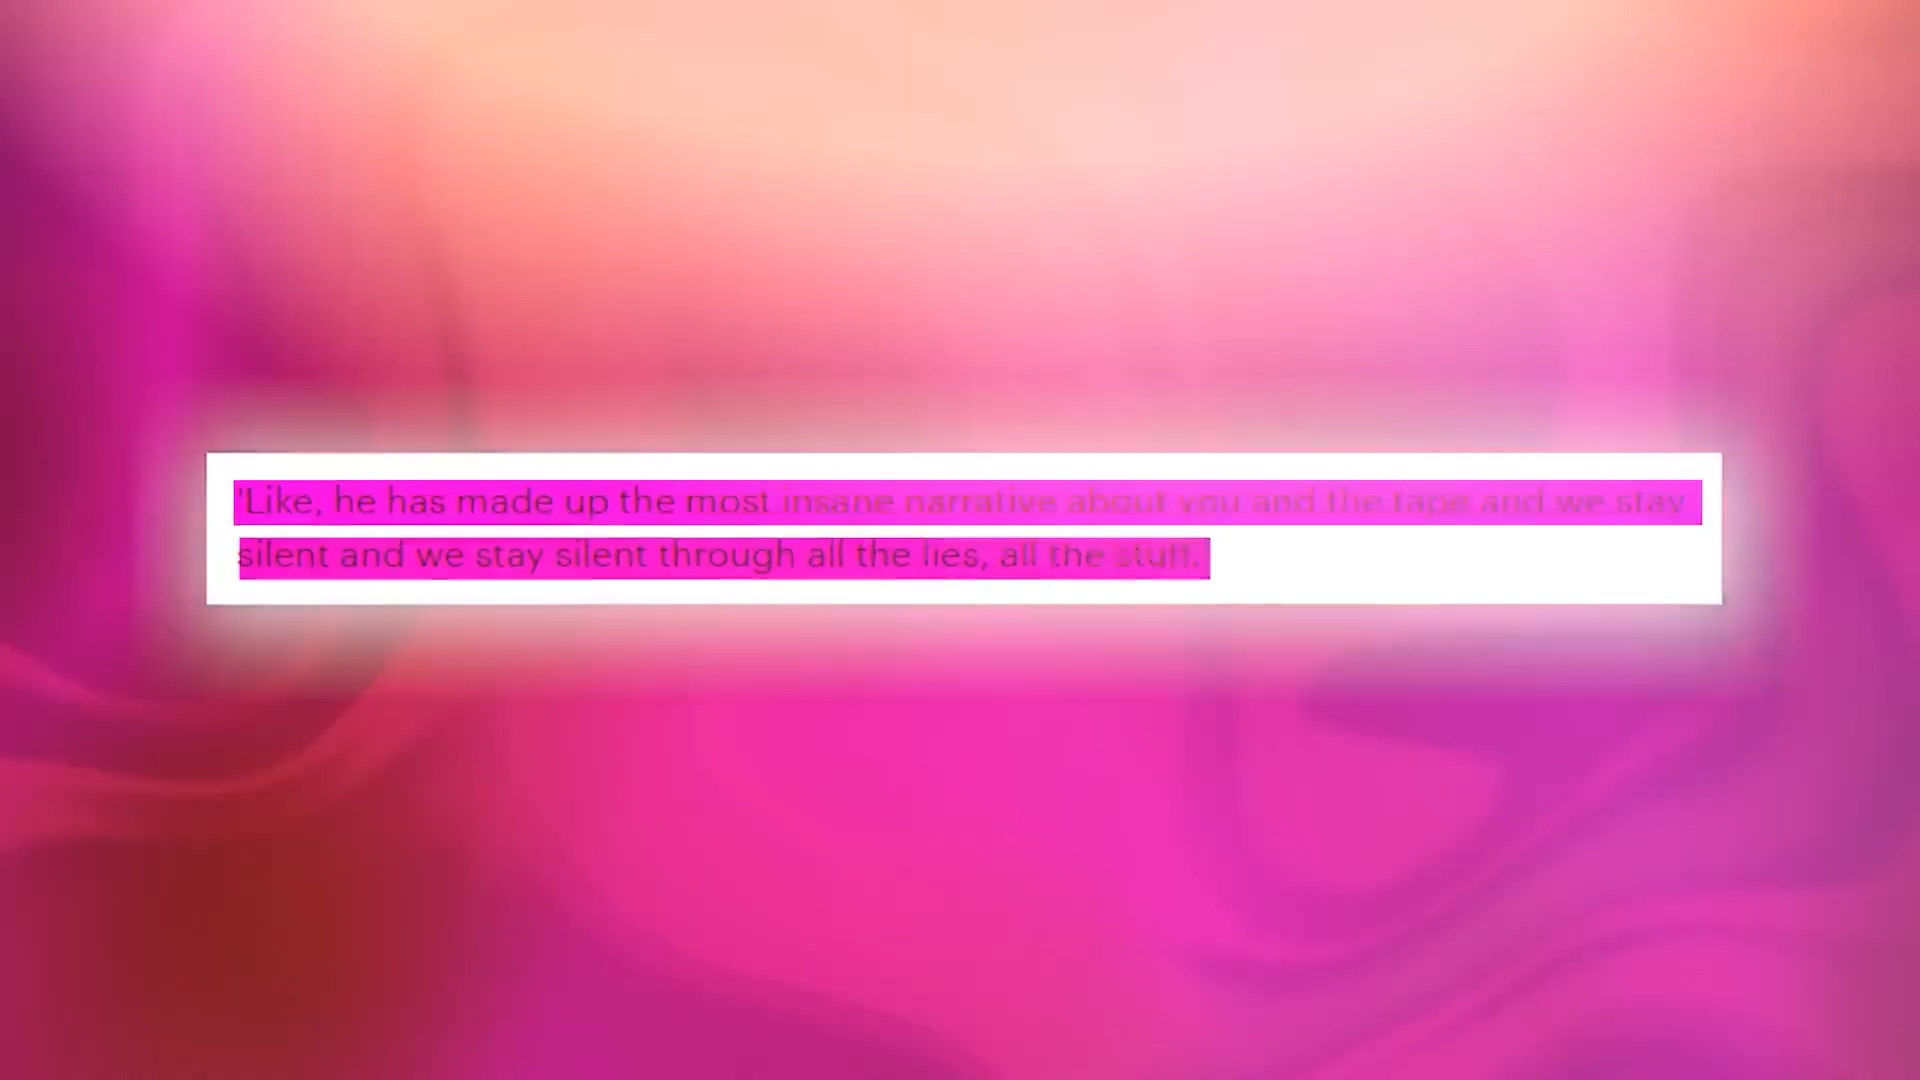 'Like, he has made up the most insane narrative about you and the tape and we stay
silent and we stay silent through all the lies, all the stuff.